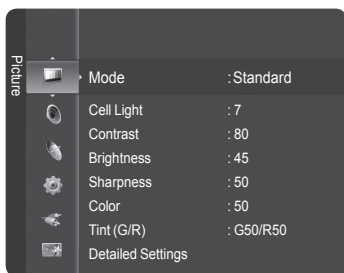 Picture
Mode :Standard
Cell Light : 7
Contrast : 80
Brightness : 45
Sharpness : 50
Color : 50
Tint (G/R) : G50/R50
Detailed Settings